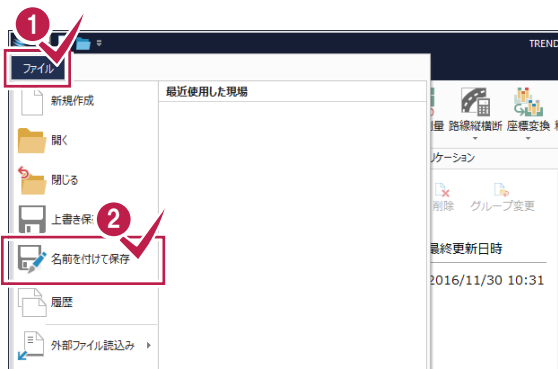 1
TREND
ファイル
新規作成
最近使用した現場
開く
閉じる
上書き保
2
名前を付けて保存
履歴
外部ファイル読込み
量 路線縦横断 座標変換
リケーション
削除 グループ変更
最終更新日時
2016/11/30 10:31